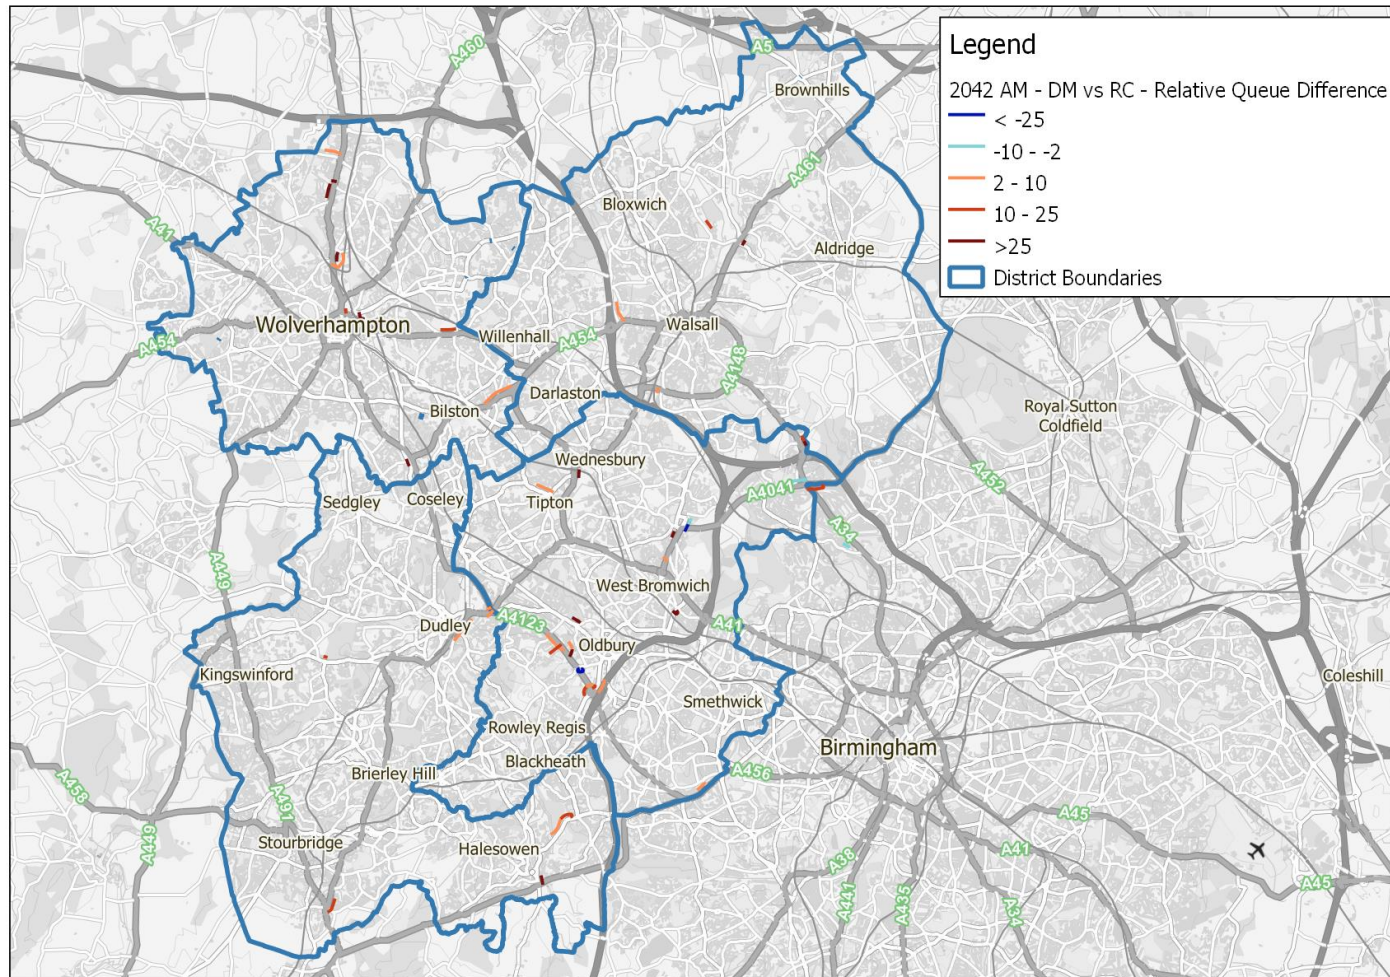 Legend
2042 AM - DM vs RC - Relative Queue Difference
< -25
-10 - -2
2 - 10
10 - 25
>25
District Boundaries
A460
A5
Brownhills
A461
Bloxwich
A41
Aldridge
Wolverhampton
Willenhall
A454
Walsall
A454
A4148
Darlaston
Bilston
Royal Sutton
Coldfield
Wednesbury
A452
Sedgley
Coseley
Tipton
A4041
A34
A449
West Bromwich
Dudley
A4123
A41
Oldbury
Kingswinford
Coleshill
Smethwick
Rowley Regis
Birmingham
Blackheath
Brierley Hill
A456
A458
A491
A449
A45
Stourbridge
Halesowen
A38
A41
A441
A435
A34
A45